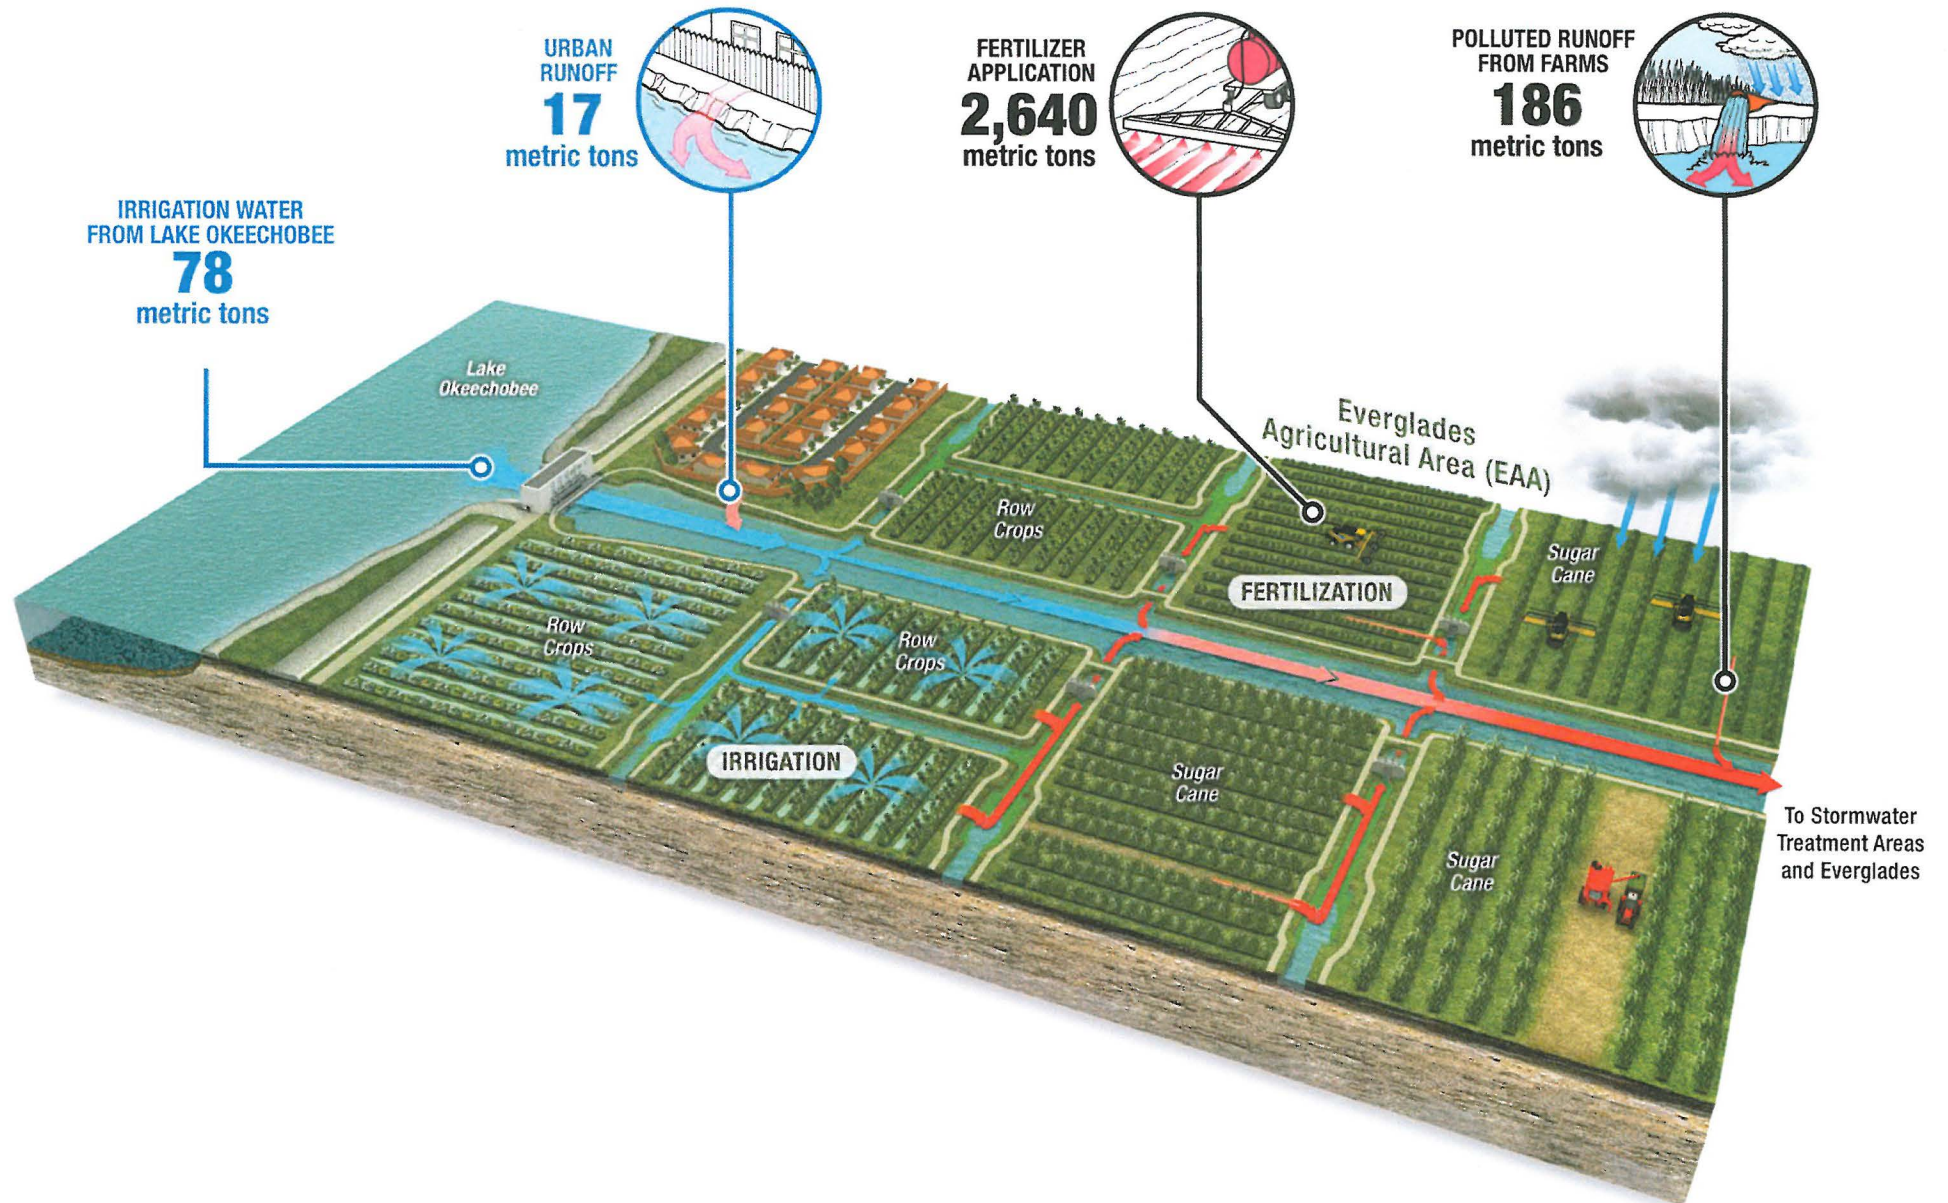 URBAN
RUNOFF
17
metric tons
FERTILIZER
APPLICATION
2,640
metric tons
POLLUTED RUNOFF
FROM FARMS
186
metric tons
IRRIGATION WATER
FROM LAKE OKEECHOBEE
78
metric tons
Lake
Okeechobee
Everglades
Agricultural Area (EAA)
Row
Crops
Sugar
Cane
FERTILIZATION
Row
Crops
Row
Crops
IRRIGATION
Sugar
Cane
Sugar
Cane
To Stormwater
Treatment Areas
and Everglades